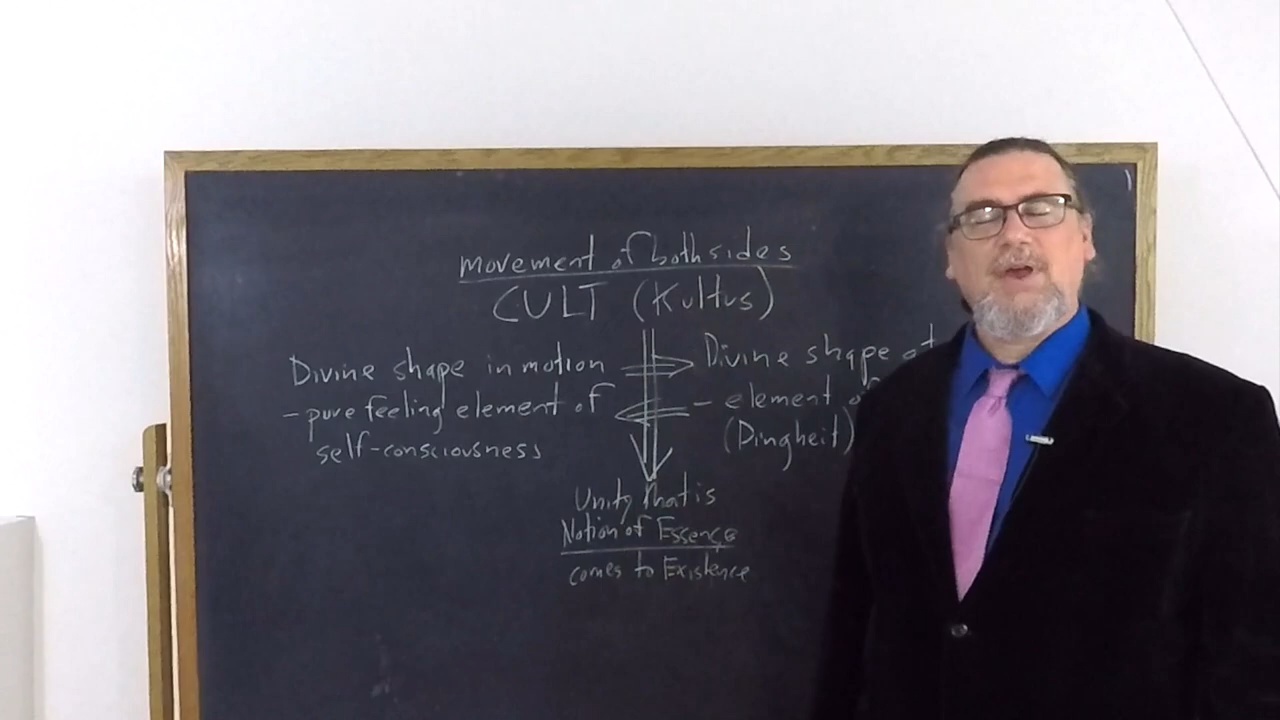 movement of both sides
CULT (Kultus)
Divine shape in motion
Divine shape at
- pure feeling element of
self-consciousness
- element of
(Dingheit)
Unity that is
Notion of Essence
comes to Existence